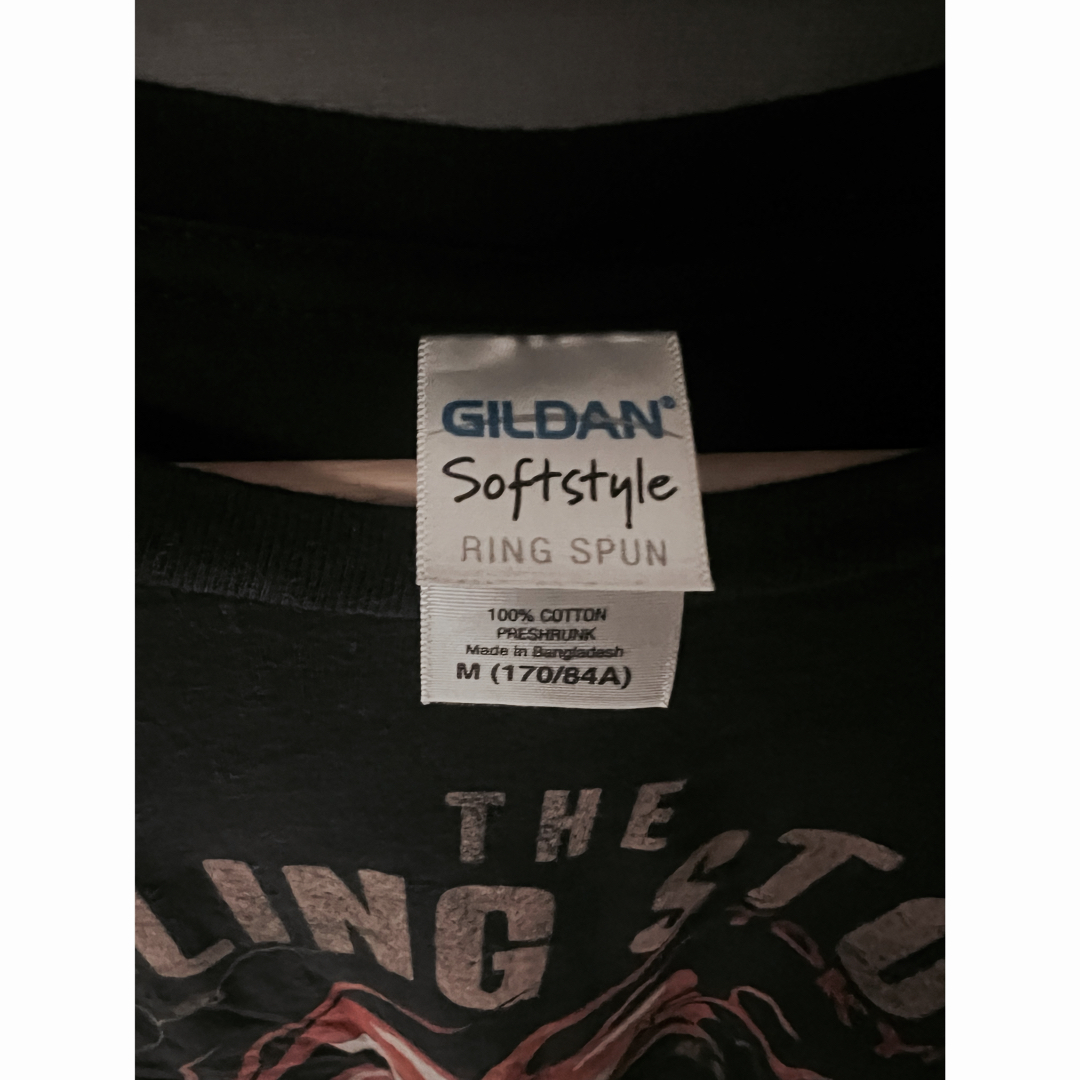 GILDAN®
Softstyle
RING SPUN
100% COTTON
PRESHRUNK
Made in Bangladesh
M (170/84A)
THE
LING STO